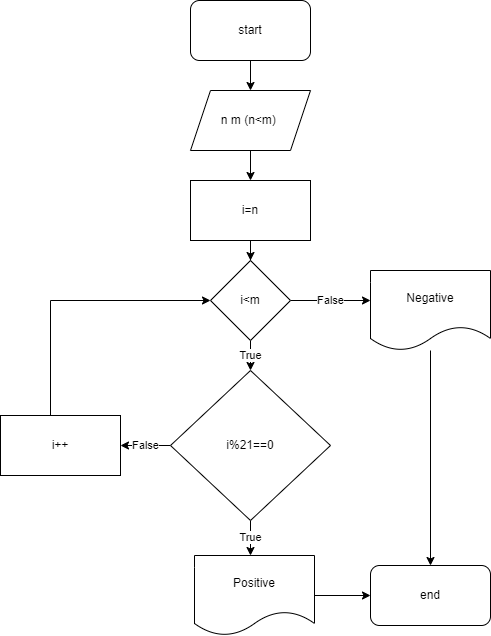 start
n m (n<m)
i=n
i<m
False
Negative
True
i++
False
i%21==0
True
Positive
end